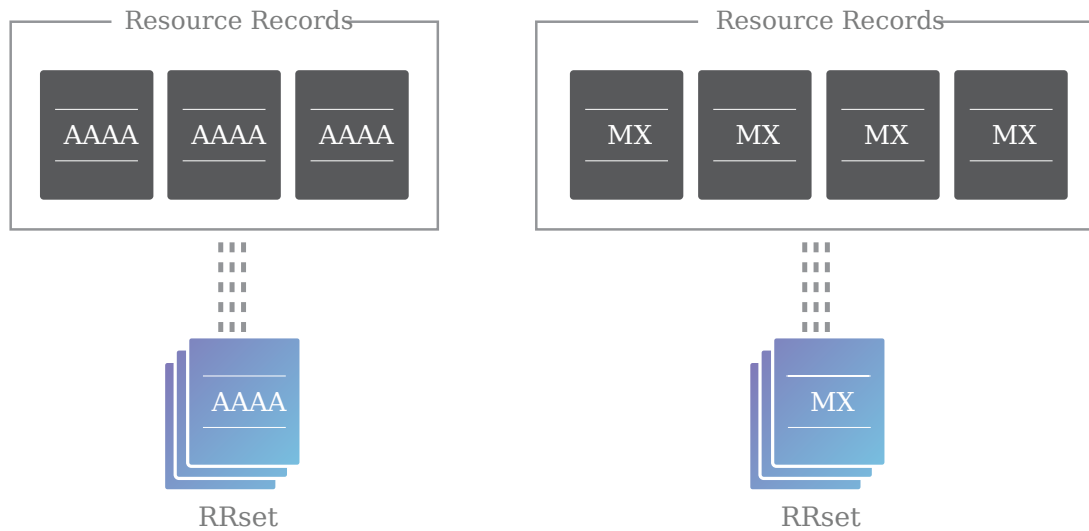 Resource Records
AAAA AAAA AAAA
AAAA
RRset
Resource Records
MX MX MX MX
MX
RRset